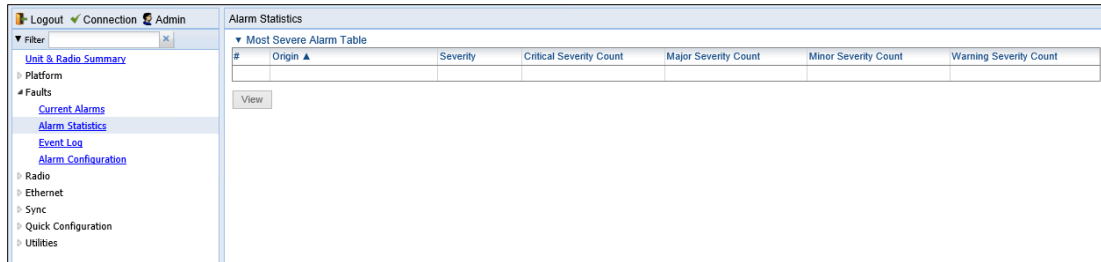 Logout Connection Admin
Filter
Unit & Radio Summary
Platform
Faults
Current Alarms
Alarm Statistics
Event Log
Alarm Configuration
Radio
Ethernet
Sync
Quick Configuration
Utilities
Alarm Statistics
Most Severe Alarm Table
# Origin ▲ Severity Critical Severity Count Major Severity Count Minor Severity Count Warning Severity Count
View